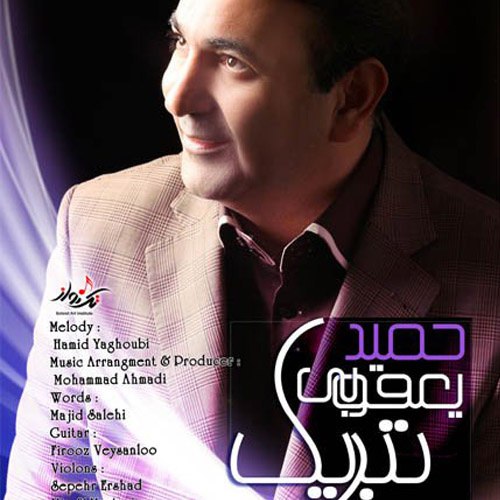 Melody :
Hamid Yaghoubi
Music Arrangment & Producer :
Mohammad Ahmadi
Words :
Majid Salehi
Guitar :
Firooz Veysanloo
Violons :
Sepehr Ershad
حمید
یعقوبی
تبریک